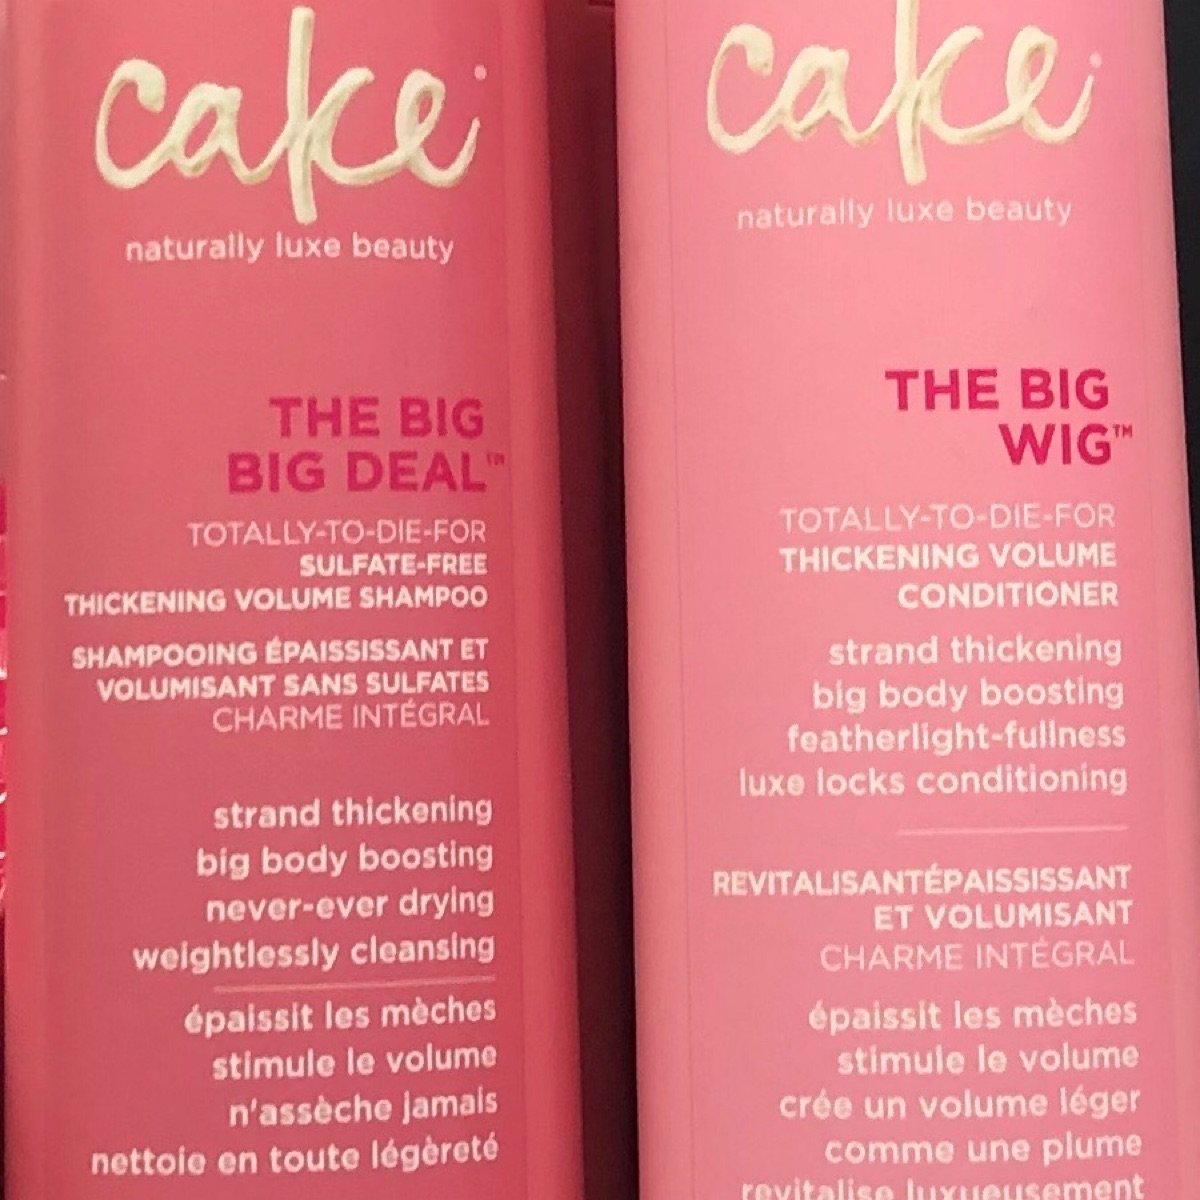 cake
naturally luxe beauty
THE BIG
BIG DEAL™
TOTALLY-TO-DIE-FOR
SULFATE-FREE
THICKENING VOLUME SHAMPOO
SHAMPOOING ÉPAISSISSANT ET
VOLUMISANT SANS SULFATES
CHARME INTÉGRAL
strand thickening
big body boosting
never-ever drying
weightlessly cleansing
épaissit les mèches
stimule le volume
n'assèche jamais
nettoie en toute légèreté
cake
naturally luxe beauty
THE BIG
WIG™
TOTALLY-TO-DIE-FOR
THICKENING VOLUME
CONDITIONER
strand thickening
big body boosting
featherlight-fullness
luxe locks conditioning
REVITALISANTÉPAISSISSANT
ET VOLUMISANT
CHARME INTÉGRAL
épaissit les mèches
stimule le volume
crée un volume léger
comme une plume
revitalise luxueusement